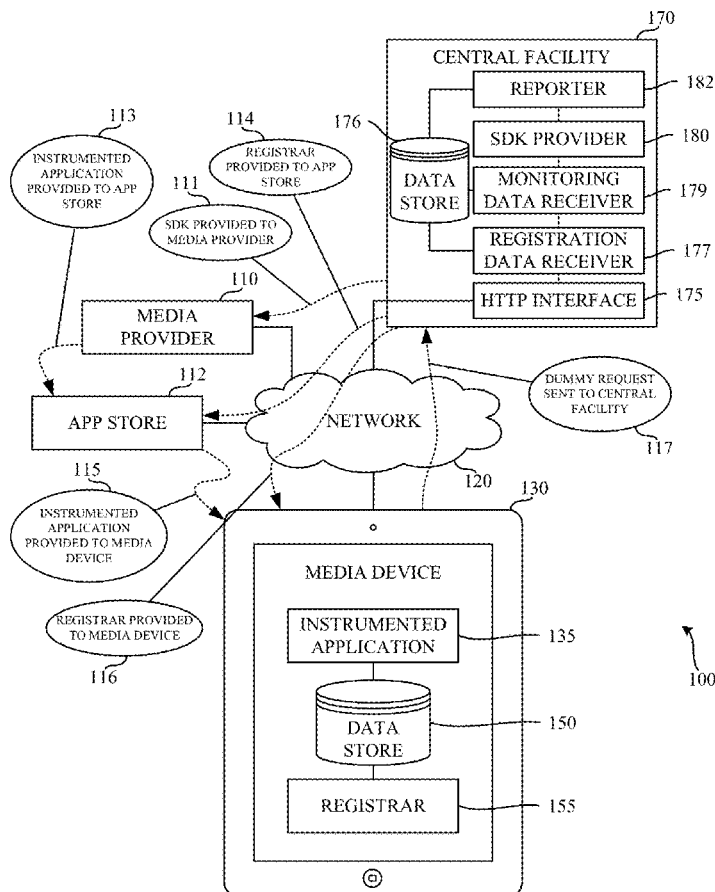 170
CENTRAL FACILITY
REPORTER
182
176
SDK PROVIDER
180
DATA
STORE
MONITORING
DATA RECEIVER
179
REGISTRATION
DATA RECEIVER
177
HTTP INTERFACE
175
113
INSTRUMENTED
APPLICATION
PROVIDED TO APP
STORE
114
REGISTRAR
PROVIDED TO APP
STORE
111
SDK PROVIDED TO
MEDIA PROVIDER
110
MEDIA
PROVIDER
112
APP STORE
NETWORK
120
DUMMY REQUEST
SENT TO CENTRAL
FACILITY
117
115
INSTRUMENTED
APPLICATION
PROVIDED TO MEDIA
DEVICE
REGISTRAR PROVIDED
TO MEDIA DEVICE
116
130
MEDIA DEVICE
INSTRUMENTED
APPLICATION
135
DATA
STORE
150
REGISTRAR
155
100